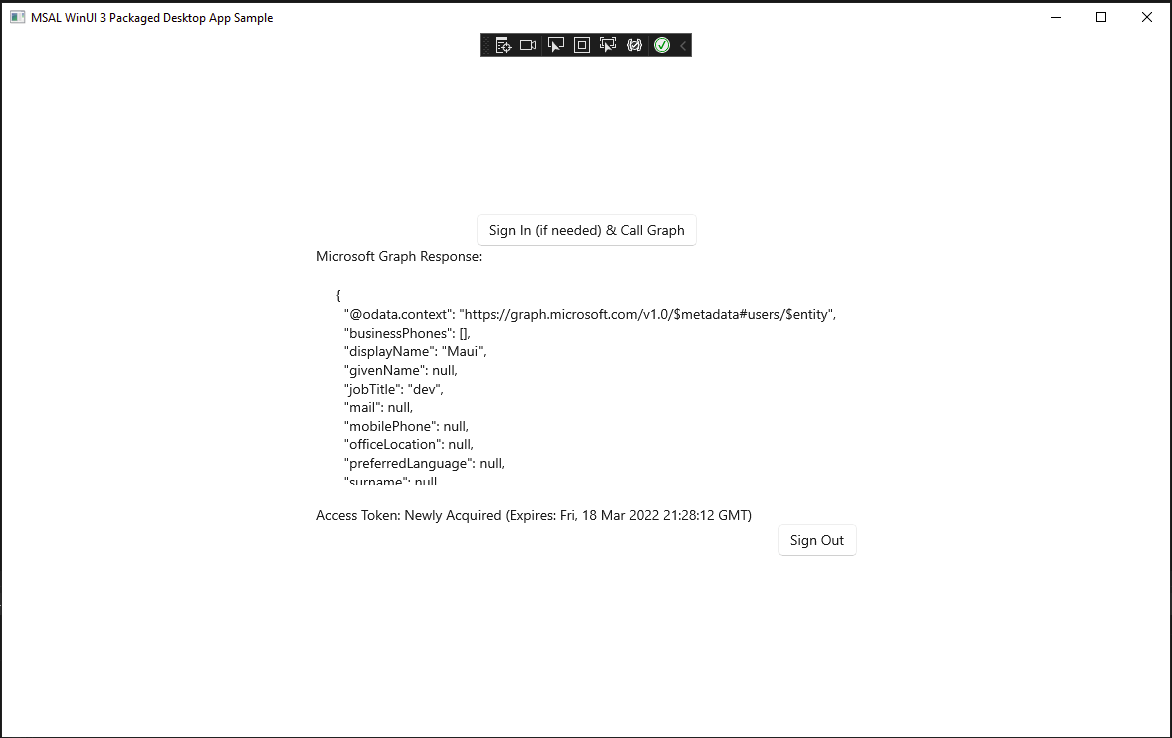 MSAL WinUI 3 Packaged Desktop App Sample
Sign In (if needed) & Call Graph
Microsoft Graph Response:
{
"@odata.context": "https://graph.microsoft.com/v1.0/$metadata#users/$entity",
"businessPhones": [],
"displayName": "Maui",
"givenName": null,
"jobTitle": "dev",
"mail": null,
"mobilePhone": null,
"officeLocation": null,
"preferredLanguage": null,
"surname": null
Access Token: Newly Acquired (Expires: Fri, 18 Mar 2022 21:28:12 GMT)
Sign Out